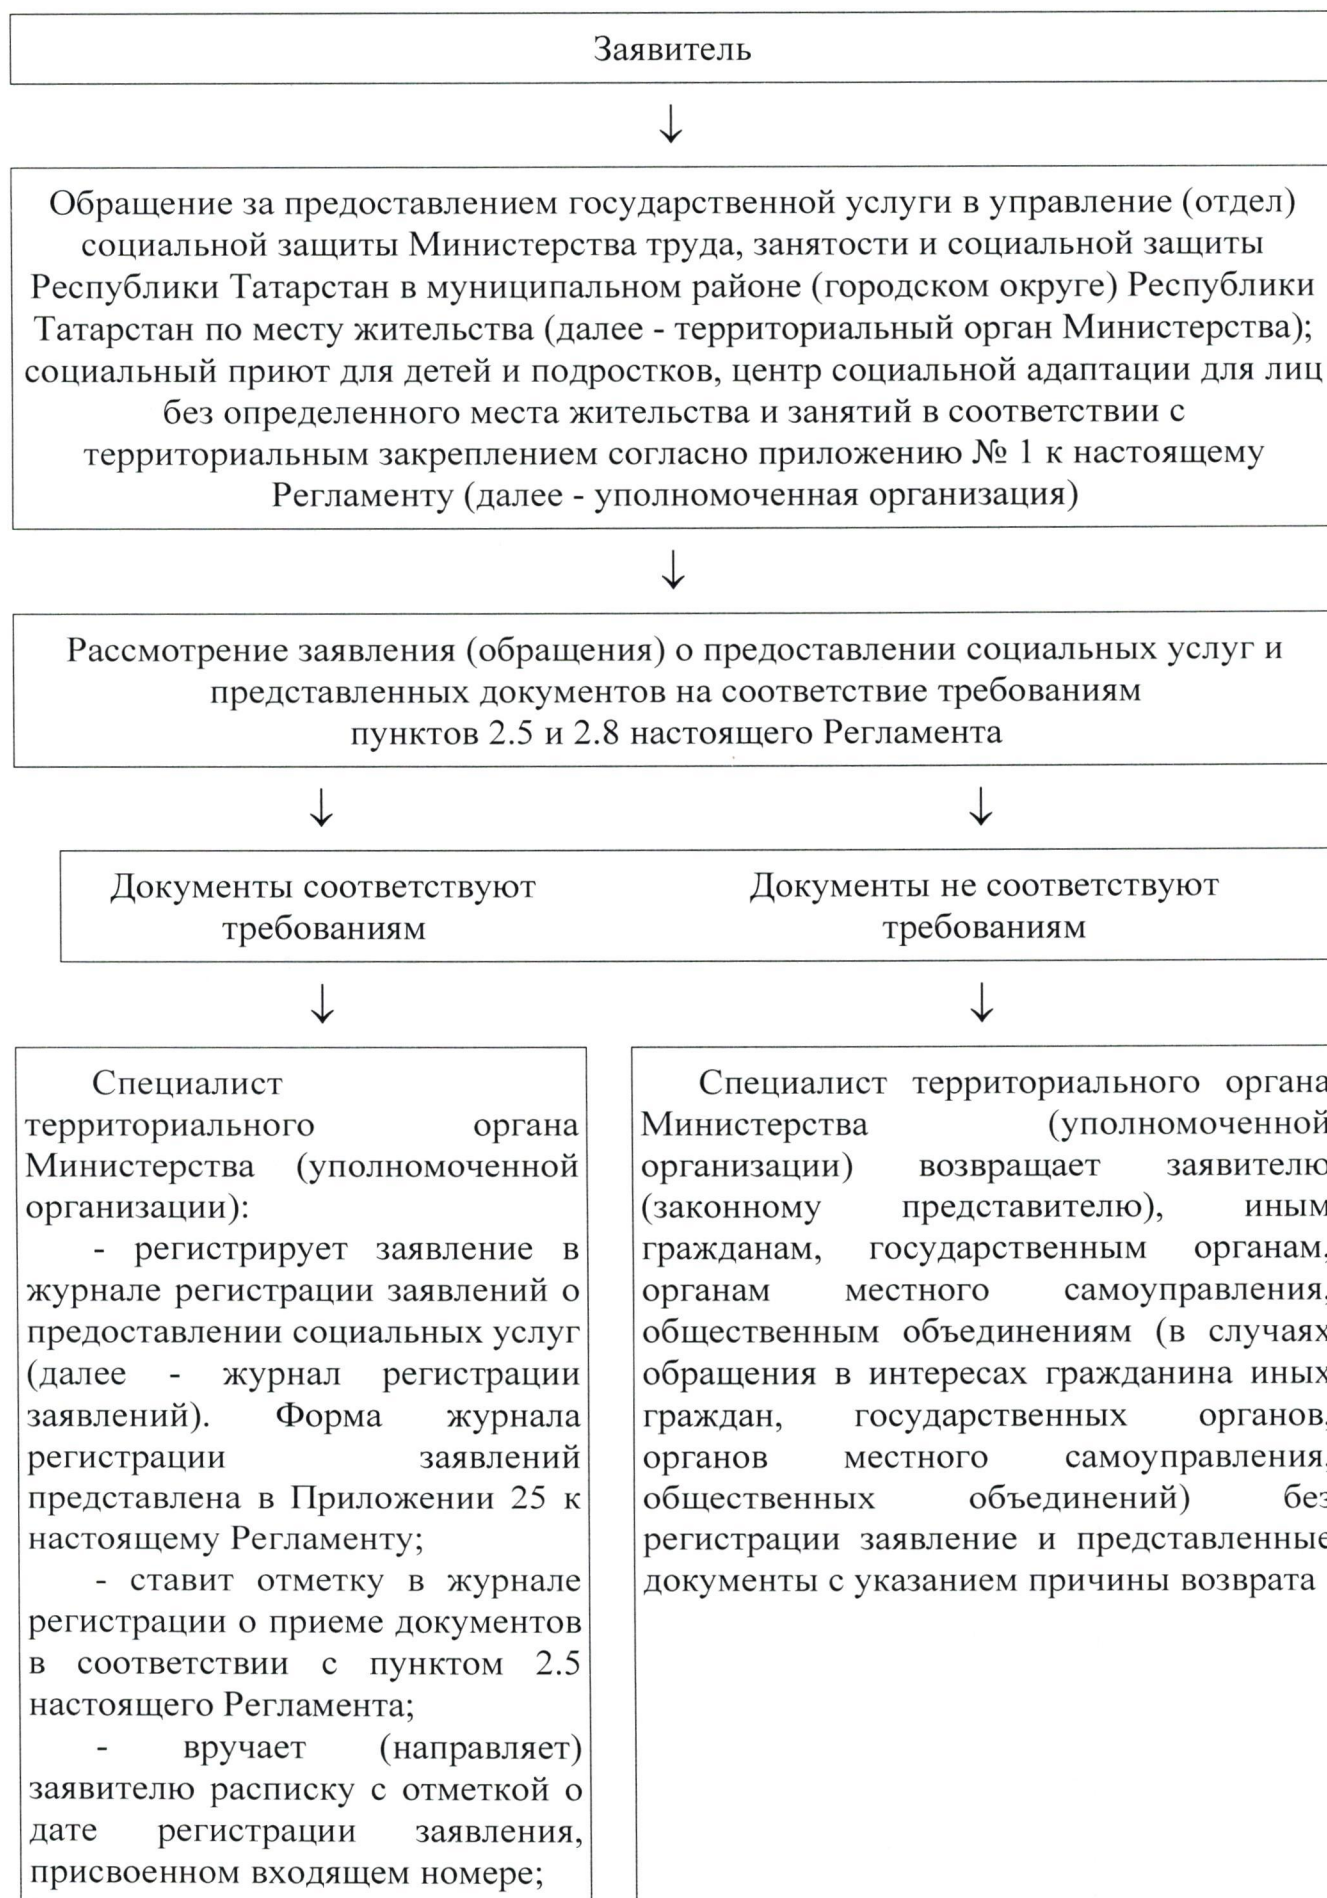 Заявитель
↓
Обращение за предоставлением государственной услуги в управление (отдел)
социальной защиты Министерства труда, занятости и социальной защиты
Республики Татарстан в муниципальном районе (городском округе) Республики
Татарстан по месту жительства (далее - территориальный орган Министерства);
социальный приют для детей и подростков, центр социальной адаптации для лиц
без определенного места жительства и занятий в соответствии с
территориальным закреплением согласно приложению № 1 к настоящему
Регламенту (далее - уполномоченная организация)
↓
Рассмотрение заявления (обращения) о предоставлении социальных услуг и
представленных документов на соответствие требованиям
пунктов 2.5 и 2.8 настоящего Регламента
↓ ↓
Документы соответствуют
требованиям
Документы не соответствуют
требованиям
↓ ↓
Специалист
территориального органа
Министерства (уполномоченной
организации):
- регистрирует заявление в
журнале регистрации заявлений о
предоставлении социальных услуг
(далее - журнал регистрации
заявлений). Форма журнала
регистрации заявлений
представлена в Приложении 25 к
настоящему Регламенту;
- ставит отметку в журнале
регистрации о приеме документов
в соответствии с пунктом 2.5
настоящего Регламента;
- вручает (направляет)
заявителю расписку с отметкой о
дате регистрации заявления,
присвоенном входящем номере;
Специалист территориального органа
Министерства (уполномоченной
организации) возвращает заявителю
(законному представителю), иным
гражданам, государственным органам,
органам местного самоуправления,
общественным объединениям (в случаях
обращения в интересах гражданина иных
граждан, государственных органов,
органов местного самоуправления,
общественных объединений) без
регистрации заявление и представленные
документы с указанием причины возврата